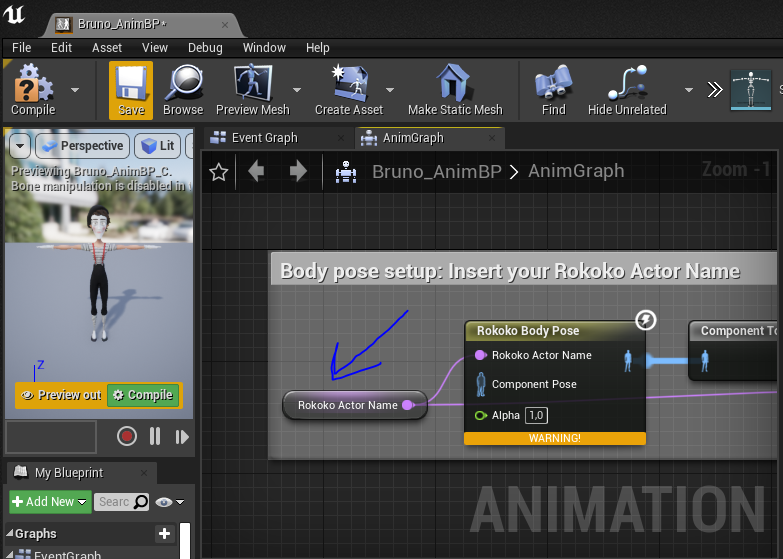 Bruno_AnimBP*
File Edit Asset View Debug Window Help
Compile Save Browse Preview Mesh Create Asset Make Static Mesh Find Hide Unrelated
Perspective Lit
Previewing Bruno_AnimBP_C.
Bone manipulation is disabled in
Z
Preview out Compile
My Blueprint
Add New Searc
Graphs
EventGraph
Event Graph AnimGraph
Bruno_AnimBP > AnimGraph Zoom -1
Body pose setup: Insert your Rokoko Actor Name
Rokoko Actor Name
Rokoko Body Pose
Rokoko Actor Name
Component Pose
Alpha 1,0
WARNING!
Component To
ANIMATION